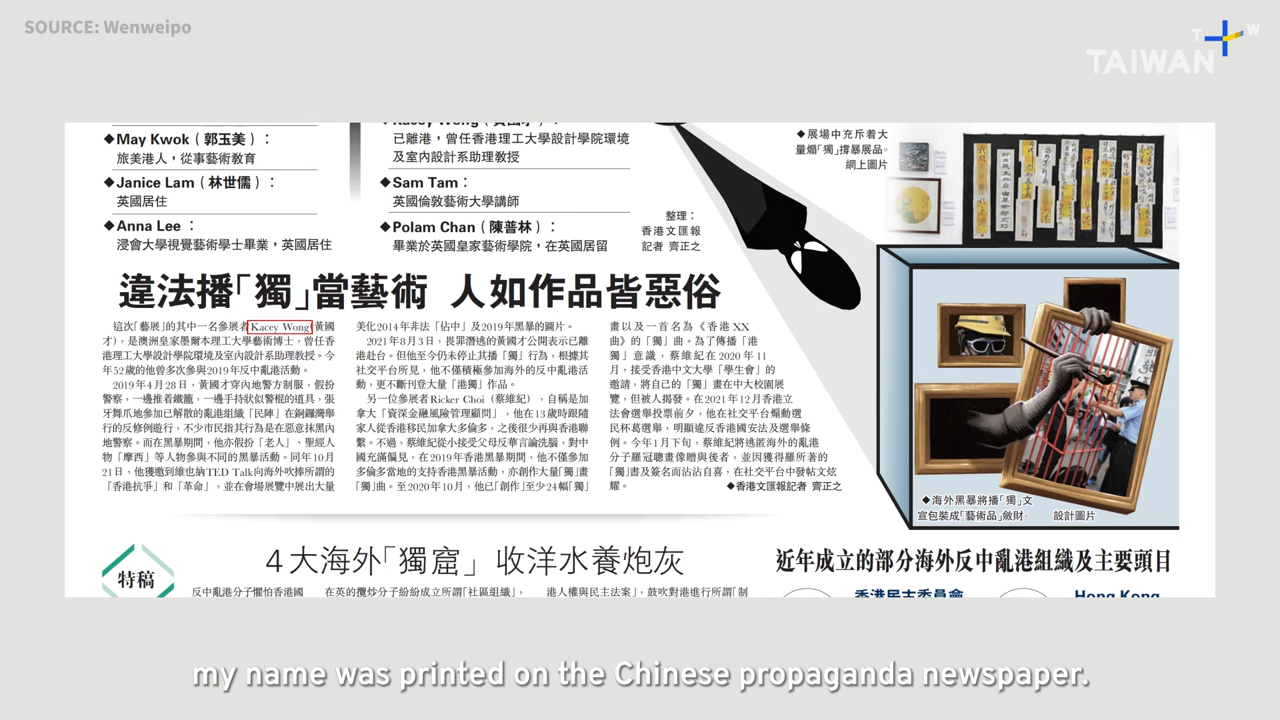 SOURCE: Wenweipo
T W
TAIWAN
◆May Kwok（郭玉美）：
旅美港人，從事藝術教育
◆Janice Lam（林世儒）：
英國居住
◆Anna Lee ：
浸會大學視覺藝術學士畢業，英國居住
已離港，曾任香港理工大學設計學院環境
及室內設計系助理教授。
◆Sam Tam：
英國倫敦藝術大學講師
◆Polam Chan（陳普林）：
畢業於英國皇家藝術學院，在英國居留
整理：
香港文匯報
記者 齊正之
◆展場中充斥着大
量煽「獨」撐暴展品。
網上圖片
違法播「獨」當藝術 人如作品皆惡俗
這次「藝展」的其中一名參展者Kacey Wong（黃國
才），是澳洲皇家墨爾本理工大學藝術博士，曾任香
港理工大學設計學院環境及室內設計系助理教授。今
年52歲的他曾多次參與2019年反中亂港活動。
2019年4月28日，黃國才穿內地警方制服，假扮
警察，一邊推着鐵籠，一邊手持狀似警棍的道具，張
牙舞爪地參加已解散的亂港組織「民陣」在銅鑼灣舉
行的反修例遊行，不少市民指其行為是在惡意抹黑內
地警察。而在黑暴期間，他亦假扮「老人」、聖經人
物「摩西」等人物參與不同的黑暴活動。同年10月
21日，他獲邀到維也納TED Talk向海外吹捧所謂的
「香港抗爭」和「革命」，並在會場展覽中展出大量
美化2014年非法「佔中」及2019年黑暴的圖片。
2021年8月3日，畏罪潛逃的黃國才公開表示已離
港赴台。但他至今仍未停止其播「獨」行為，根據其
社交平台所見，他不僅積極參加海外的反中亂港活
動，更不斷刊登大量「港獨」作品。
另一位參展者Ricker Choi（蔡維紀），自稱是加
拿大「資深金融風險管理顧問」，他在13歲時跟隨
家人從香港移民加拿大多倫多，之後很少再與香港聯
繫。不過，蔡維紀從小接受父母反華言論洗腦，對中
國充滿偏見，在2019年香港黑暴期間，他不僅參加
多倫多當地的支持香港黑暴活動，亦創作大量「獨」畫
「獨」曲。至2020年10月，他已「創作」至少24幅「獨」
畫以及一首名為《香港XX
曲》的「獨」曲。為了傳播「港
獨」意識，蔡維紀在2020年11
月，接受香港中文大學「學生會」的
邀請，將自己的「獨」畫在中大校園展
覽，但被人揭發。在2021年12月香港立
法會選舉投票前夕，他在社交平台煽動選
民杯葛選舉，明顯違反香港國安法及選舉條
例。今年1月下旬，蔡維紀將逃匿海外的亂港
分子羅冠聰畫像贈與後者，並因獲得羅所著的
「獨」書及簽名而沾沾自喜，在社交平台中發帖文炫
耀。
◆香港文匯報記者 齊正之
◆海外黑暴將播「獨」文
宣包裝成「藝術品」斂財。 設計圖片
特稿
4大海外「獨窟」收洋水養炮灰
反中亂港分子懼怕香港國
在英的攬炒分子紛紛成立所謂「社區組織」，
港人權與民主法案」，鼓吹對港進行所謂「制
近年成立的部分海外反中亂港組織及主要頭目
香港民主委員會
Hong Kong
my name was printed on the Chinese propaganda newspaper.